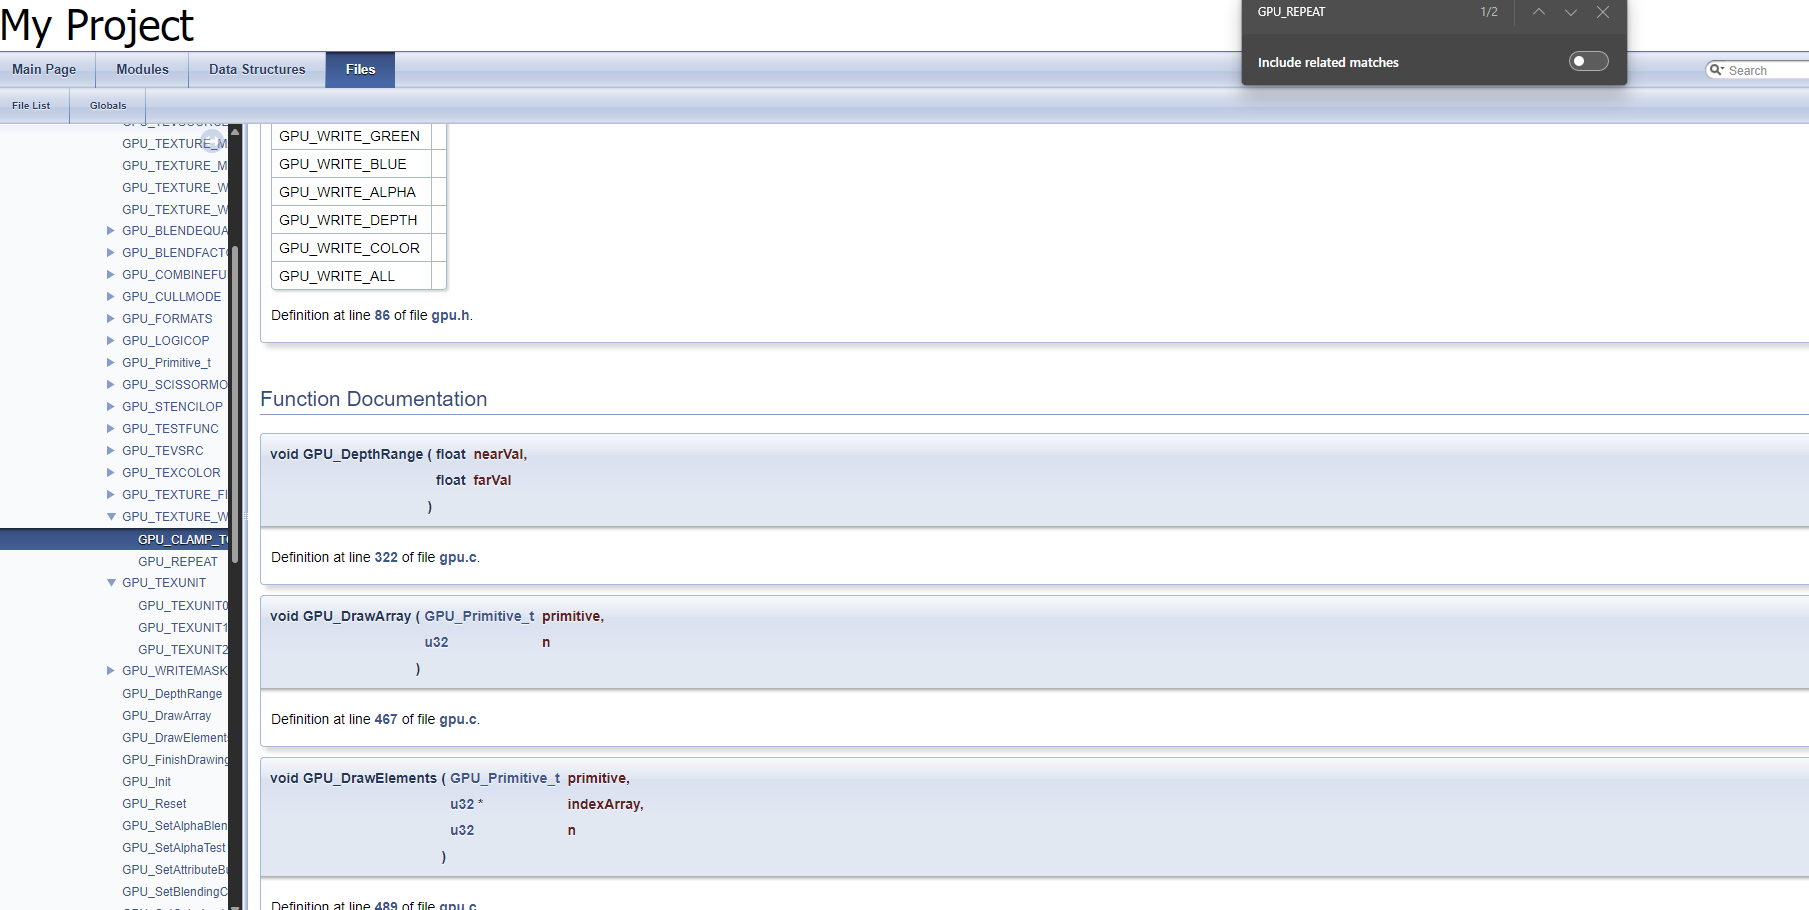 My Project
GPU_REPEAT 1/2
Include related matches
Main Page Modules Data Structures Files
Search
File List Globals
GPU_TEXTURE_M
GPU_TEXTURE_M
GPU_TEXTURE_W
GPU_TEXTURE_W
GPU_BLENDEQUA
GPU_BLENDFACTO
GPU_COMBINEFU
GPU_CULLMODE
GPU_FORMATS
GPU_LOGICOP
GPU_Primitive_t
GPU_SCISSORMO
GPU_STENCILOP
GPU_TESTFUNC
GPU_TEVSRC
GPU_TEXCOLOR
GPU_TEXTURE_FI
GPU_TEXTURE_W
GPU_CLAMP_TO
GPU_REPEAT
GPU_TEXUNIT
GPU_TEXUNIT0
GPU_TEXUNIT1
GPU_TEXUNIT2
GPU_WRITEMASK
GPU_DepthRange
GPU_DrawArray
GPU_DrawElements
GPU_FinishDrawing
GPU_Init
GPU_Reset
GPU_SetAlphaBlen
GPU_SetAlphaTest
GPU_SetAttributeBu
GPU_SetBlendingC
GPU_WRITE_GREEN
GPU_WRITE_BLUE
GPU_WRITE_ALPHA
GPU_WRITE_DEPTH
GPU_WRITE_COLOR
GPU_WRITE_ALL
Definition at line 86 of file gpu.h.
Function Documentation
void GPU_DepthRange ( float nearVal,
float farVal
)
Definition at line 322 of file gpu.c.
void GPU_DrawArray ( GPU_Primitive_t primitive,
u32 n
)
Definition at line 467 of file gpu.c.
void GPU_DrawElements ( GPU_Primitive_t primitive,
u32 * indexArray,
u32 n
)
Definition at line 489 of file gpu.c.